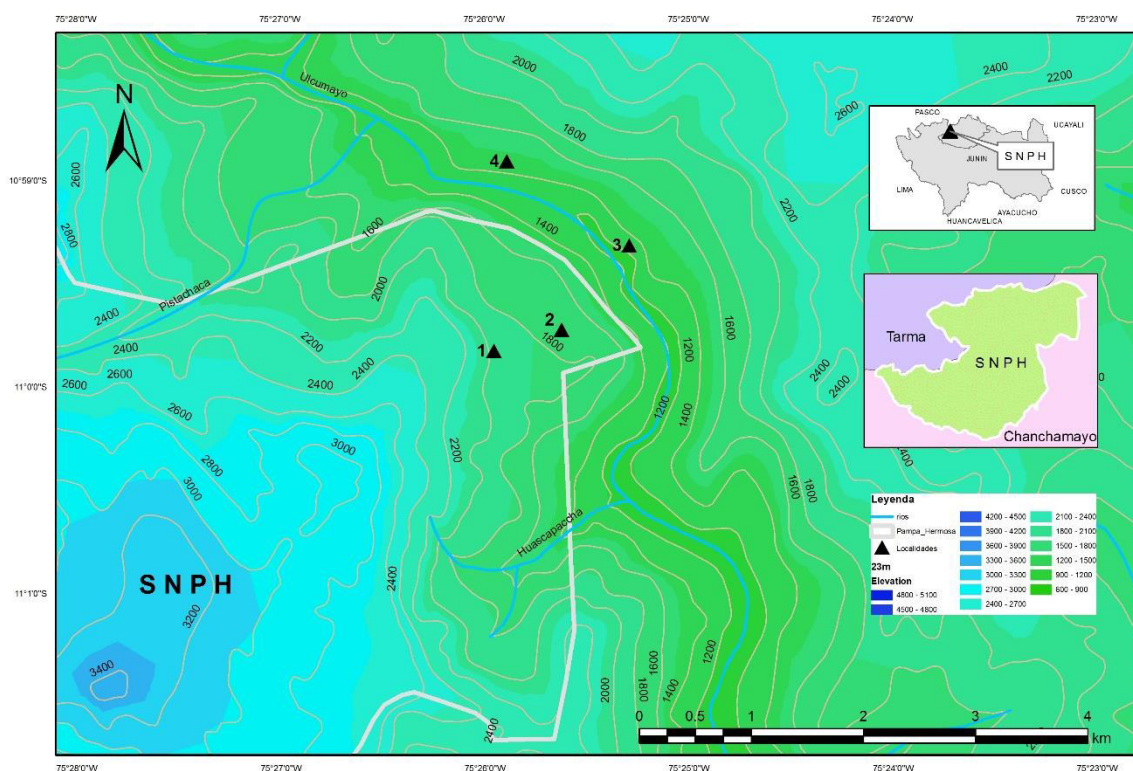 75°28'0"W 75°27'0"W 75°26'0"W 75°25'0"W 75°24'0"W 75°23'0"W
N
Ulcumayo
2000
2400
2200
2600
1800
2600
4
10°59'0"S
2200
2800
1600
1400
3
2000
Pistachaca
2400
2400
2200
2
1800
1
1600
1200
2400
2600
2400
2400
2400
2400
11°0'0"S
2600
2600
1200
1400
3000
2200
2800
3000
1600
1800
2400
Huascapaccha
2400
11°1'0"S
S N P H
3200
3400
1200
1600
1800
1400
2000
2400
PASCO
UCAYALI
JUNIN
S N P H
LIMA
CUSCO
AYACUCHO
HUANCAVELICA
Tarma
S N P H
Chanchamayo
Leyenda
rios
Pampa_Hermosa
Localidades
23m
Elevation
4800 - 5100
4500 - 4800
4200 - 4500
3900 - 4200
3600 - 3900
3300 - 3600
3000 - 3300
2700 - 3000
2400 - 2700
2100 - 2400
1800 - 2100
1500 - 1800
1200 - 1500
900 - 1200
600 - 900
0 0.5 1 2 3 4
km
75°28'0"W 75°27'0"W 75°26'0"W 75°25'0"W 75°24'0"W 75°23'0"W